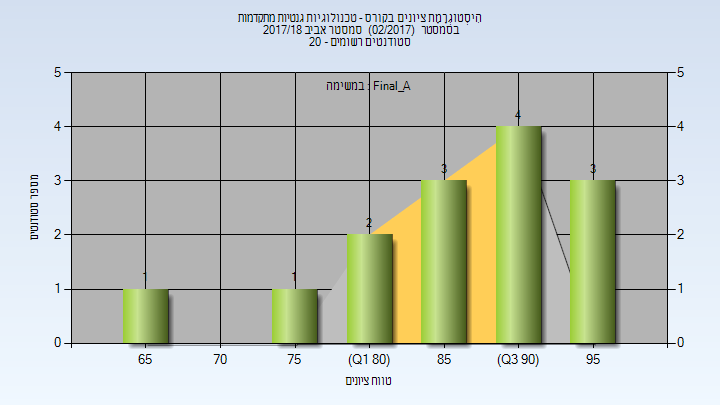 היסטוגרמת ציונים בקורס - טכנולוגיות גנטיות מתקדמות
בסמסטר (02/2017) סמסטר אביב 2017/18
סטודנטים רשומים - 20
במשימה : Final_A
מספר סטודנטים
5 5
4 4
3 3
2 2
1 1
0 0
1 1 2 3 4 3
65 70 75 (Q1 80) 85 (Q3 90) 95
טווח ציונים